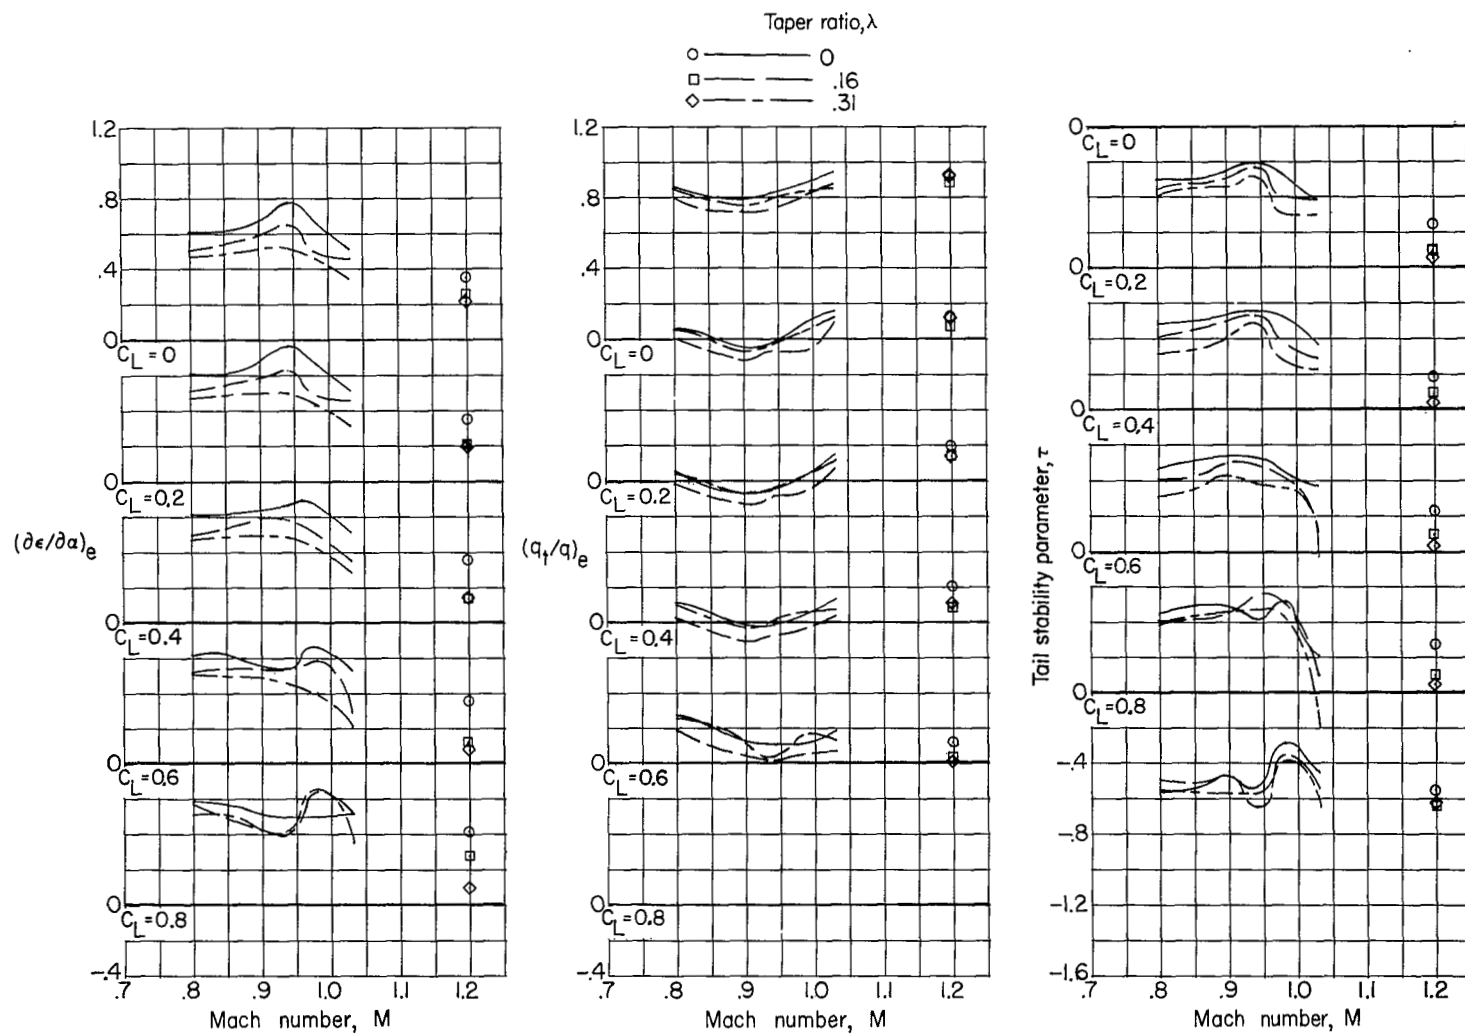 Taper ratio, λ
0
.16
.31
1.2
.8
.4
0
C_L=0
0
C_L=0.2
0
C_L=0.4
0
C_L=0.6
0
C_L=0.8
-.4
(∂ϵ/∂α)e
.7 .8 .9 1.0 1.1 1.2
Mach number, M
1.2
.8
.4
0
C_L=0
0
C_L=0.2
0
C_L=0.4
0
C_L=0.6
0
C_L=0.8
-.4
(q_t/q)e
.7 .8 .9 1.0 1.1 1.2
Mach number, M
0
C_L=0
0
C_L=0.2
0
C_L=0.4
0
C_L=0.6
0
C_L=0.8
-.4
-.8
-1.2
-1.6
Tail stability parameter, τ
.7 .8 .9 1.0 1.1 1.2
Mach number, M